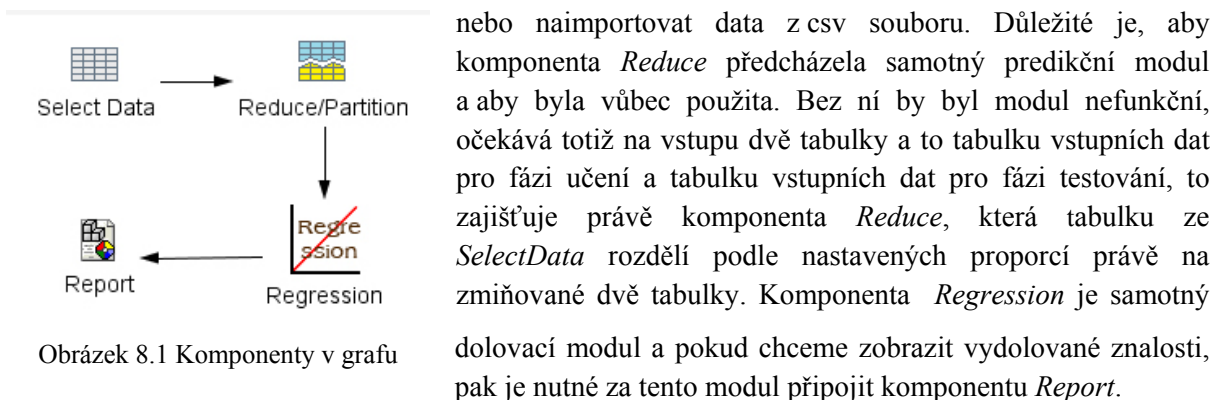 Select Data
Reduce/Partition
Regre
ssion
Report
Regression
Obrázek 8.1 Komponenty v grafu
nebo naimportovat data z csv souboru. Důležité je, aby
komponenta Reduce předcházela samotný predikční modul
a aby byla vůbec použita. Bez ní by byl modul nefunkční,
očekává totiž na vstupu dvě tabulky a to tabulku vstupních dat
pro fázi učení a tabulku vstupních dat pro fázi testování, to
zajišťuje právě komponenta Reduce, která tabulku ze
SelectData rozdělí podle nastavených proporcí právě na
zmiňované dvě tabulky. Komponenta Regression je samotný
dolovací modul a pokud chceme zobrazit vydolované znalosti,
pak je nutné za tento modul připojit komponentu Report.